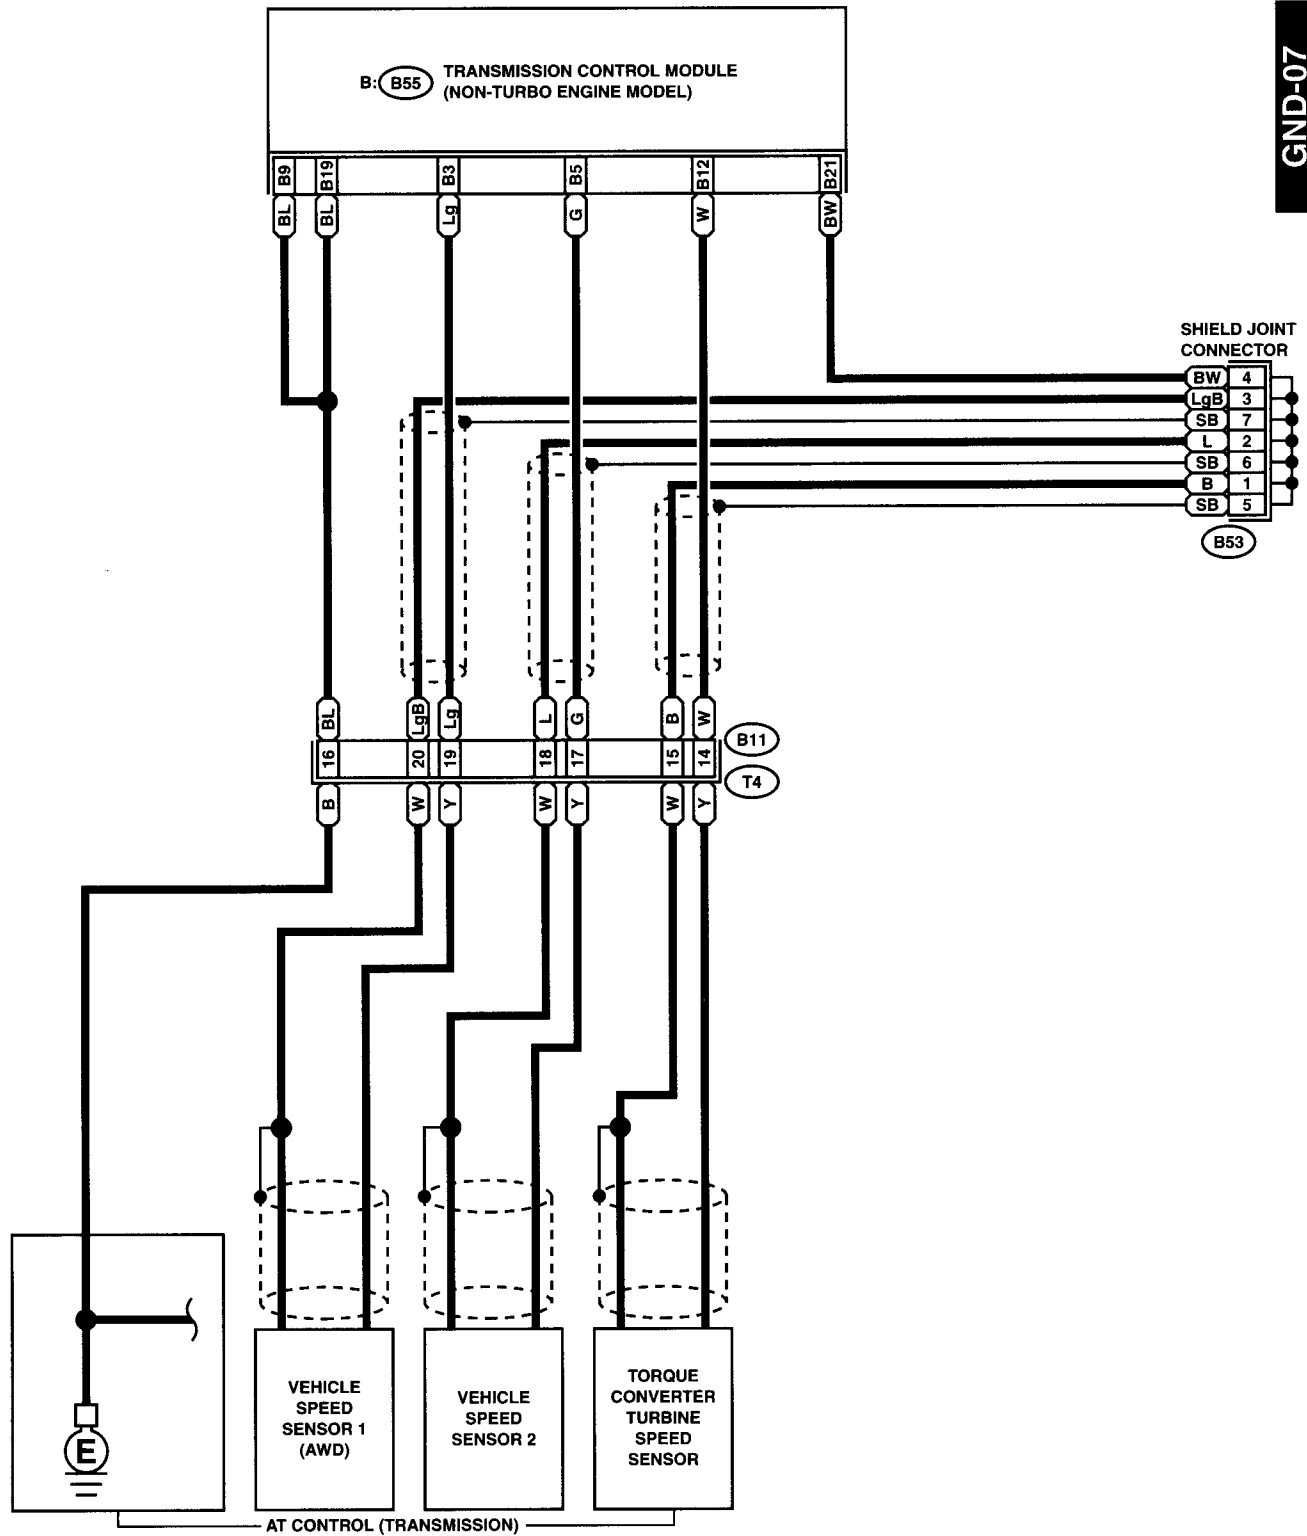 GND-07
B: B55 TRANSMISSION CONTROL MODULE
(NON-TURBO ENGINE MODEL)
B9 B19 B3 B5 B12 B21
BL BL Lg G W BW
SHIELD JOINT
CONNECTOR
BW 4
LgB 3
SB 7
L 2
SB 6
B 1
SB 5
B53
BL LgB Lg L G B W
B11
16 20 19 18 17 15 14
T4
B W Y W Y W Y
VEHICLE
SPEED
SENSOR 1
(AWD)
VEHICLE
SPEED
SENSOR 2
TORQUE
CONVERTER
TURBINE
SPEED
SENSOR
E
AT CONTROL (TRANSMISSION)